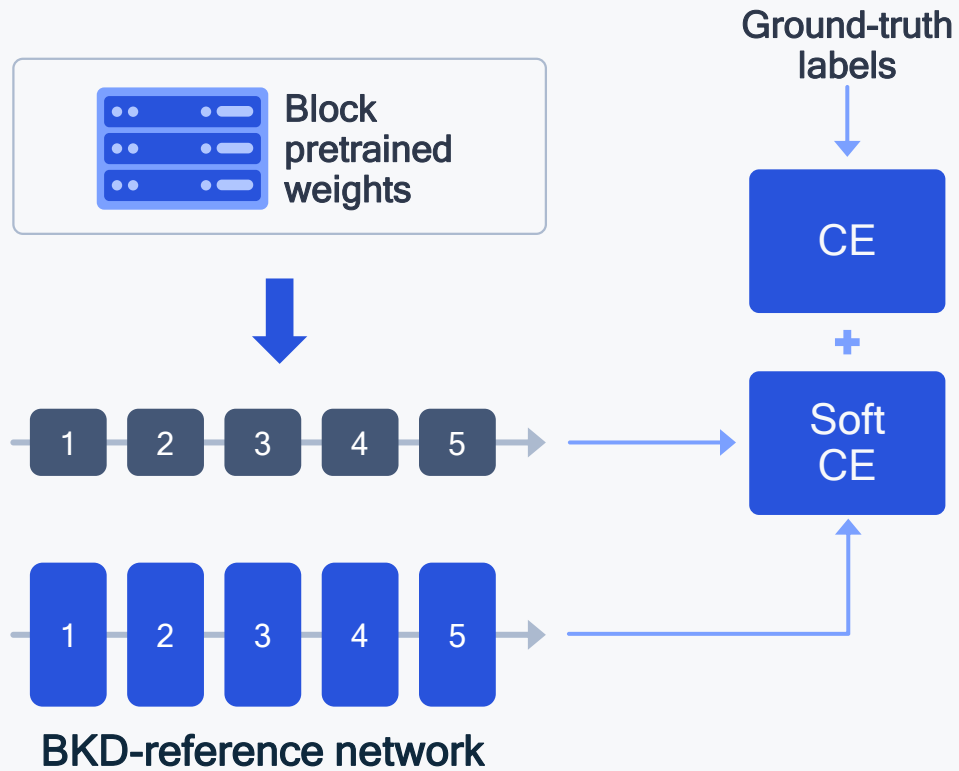 Ground-truth
labels
Block
pretrained
weights
CE
1 2 3 4 5
Soft
CE
1 2 3 4 5
BKD-reference network